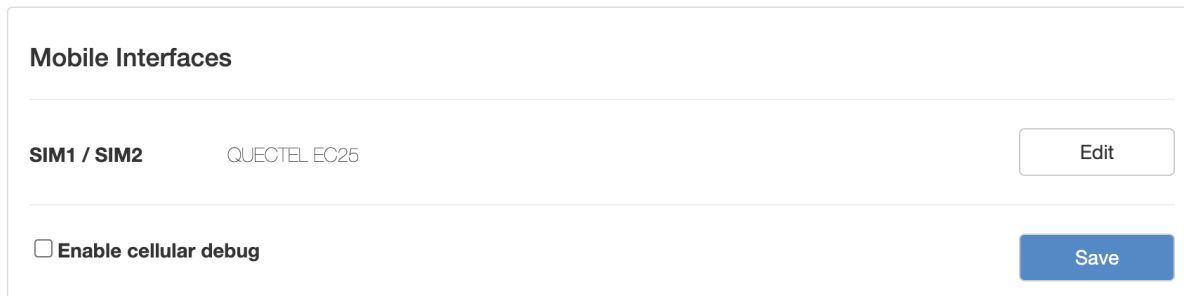 Mobile Interfaces
SIM1 / SIM2 QUECTEL EC25 Edit
Enable cellular debug
Save